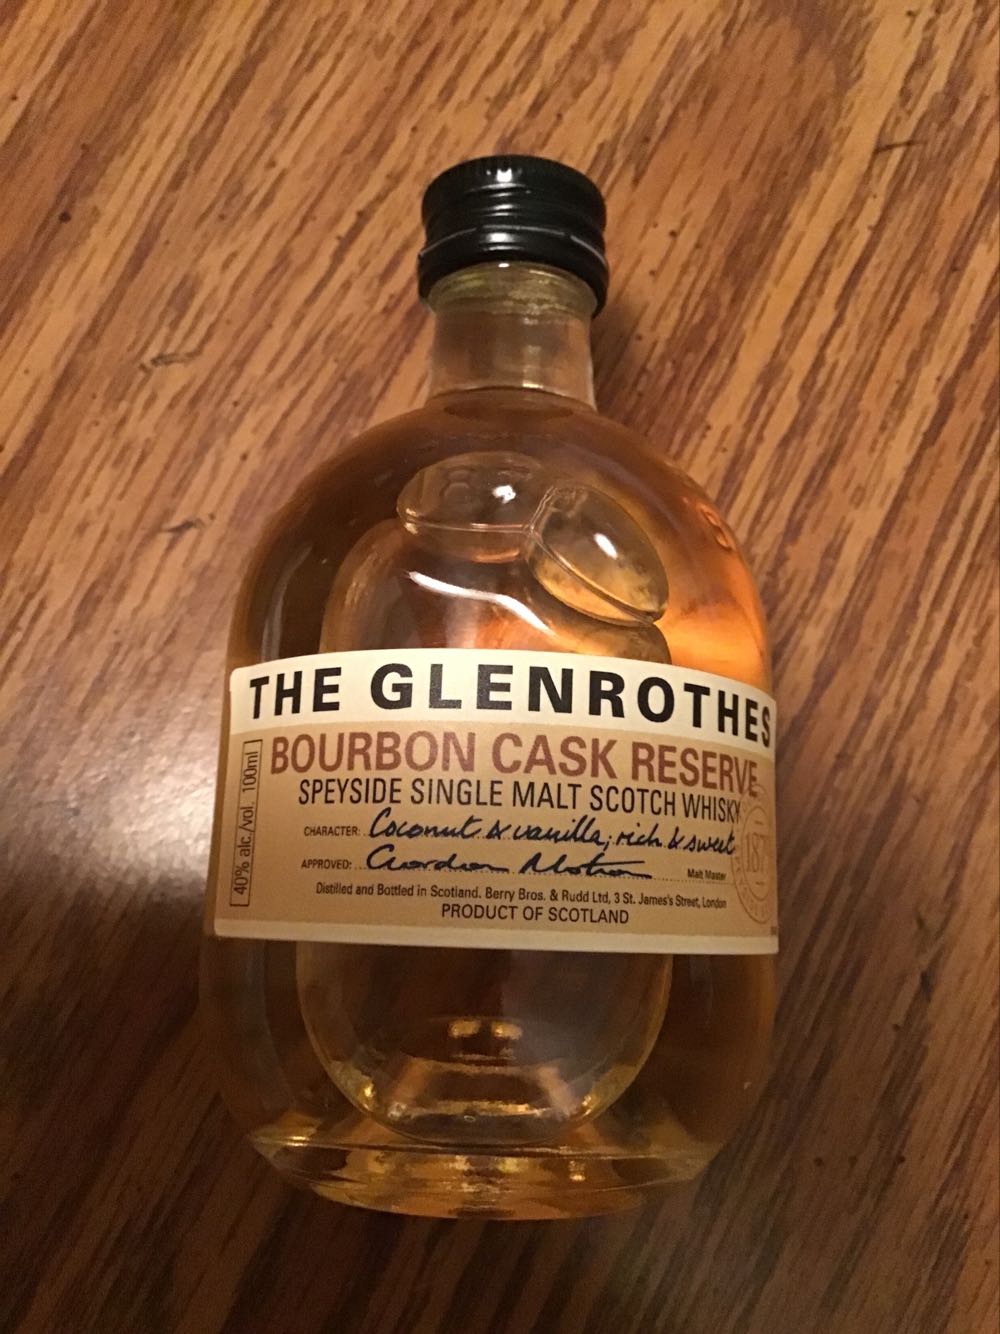 THE GLENROTHES
BOURBON CASK RESERVE
SPEYSIDE SINGLE MALT SCOTCH WHISKY
CHARACTER: Coconut & vanilla; rich & sweet
APPROVED: Gordon Motion Malt Master
Distilled and Bottled in Scotland. Berry Bros. & Rudd Ltd, 3 St. James's Street, London
PRODUCT OF SCOTLAND
40% alc./vol. 100ml